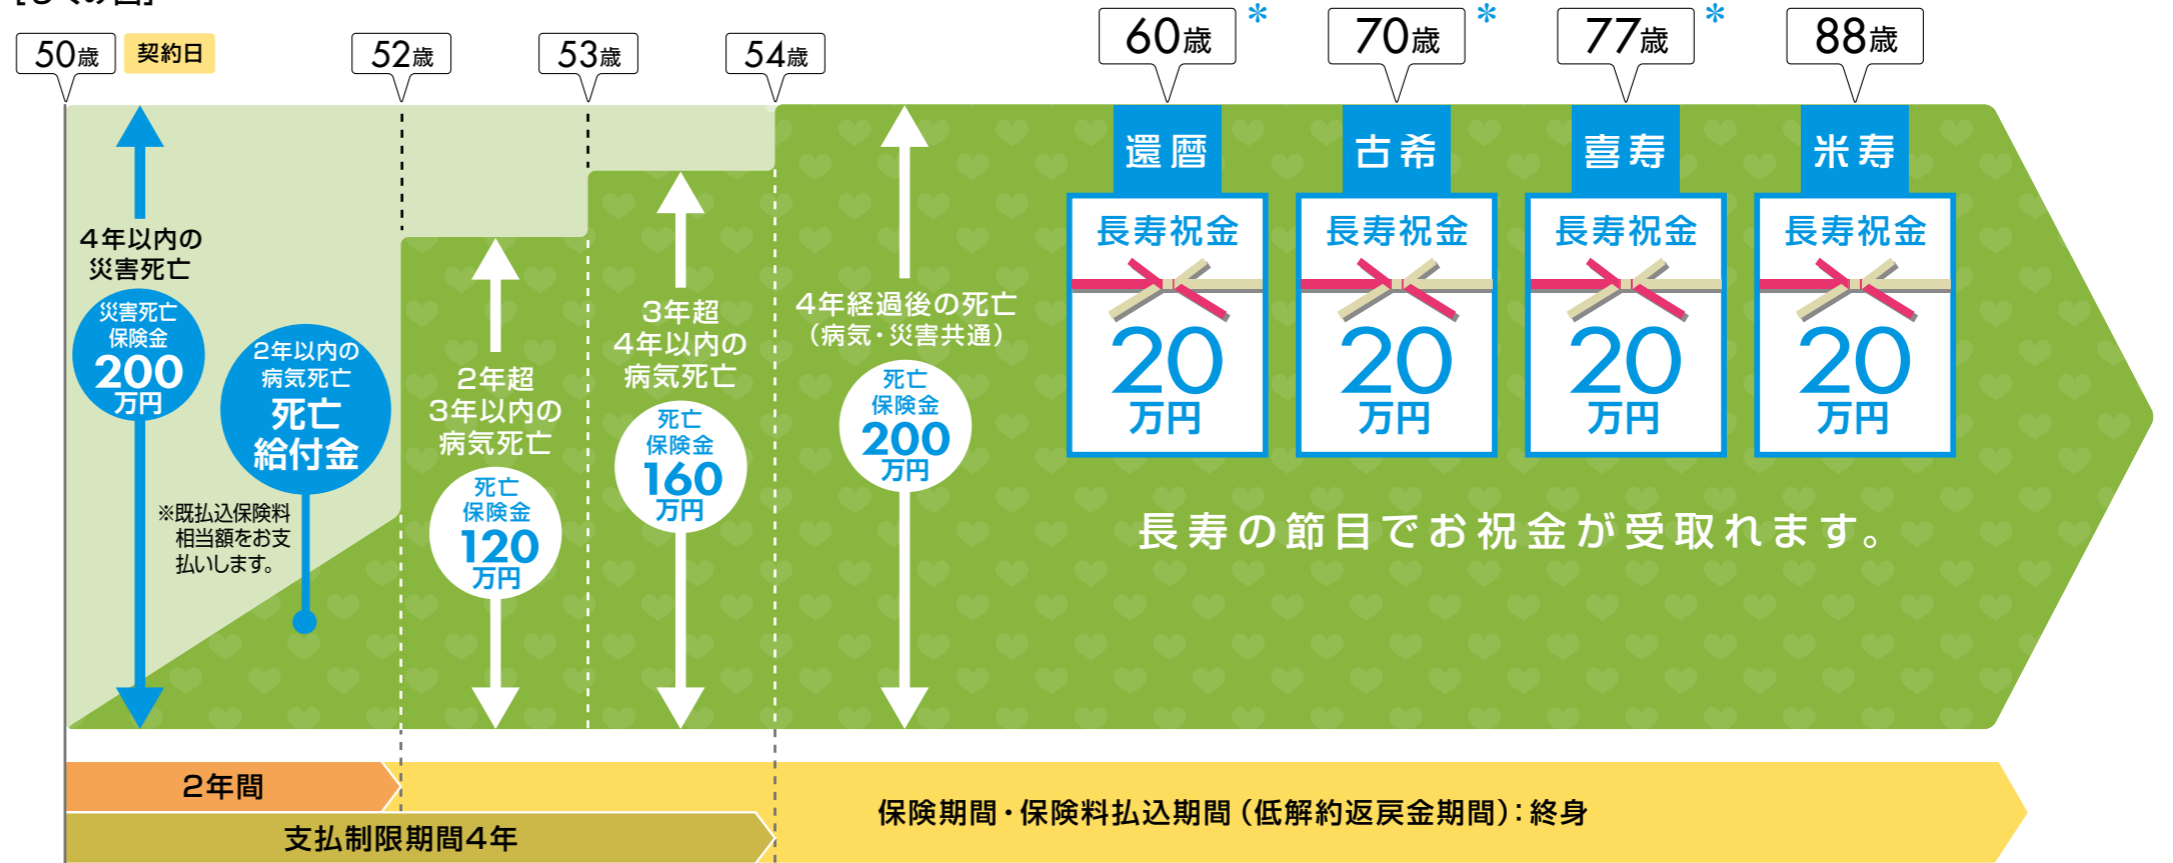 [しくみ図]
50歳
契約日
52歳
53歳
54歳
60歳*
70歳*
77歳*
88歳
4年以内の
災害死亡
災害死亡
保険金
200
万円
2年以内の
病気死亡
死亡
給付金
※既払込保険料
相当額をお支
払いします。
2年超
3年以内の
病気死亡
死亡
保険金
120
万円
3年超
4年以内の
病気死亡
死亡
保険金
160
万円
4年経過後の死亡
(病気・災害共通)
死亡
保険金
200
万円
還暦
長寿祝金
20
万円
古希
長寿祝金
20
万円
喜寿
長寿祝金
20
万円
米寿
長寿祝金
20
万円
長寿の節目でお祝金が受取れます。
2年間
支払制限期間4年
保険期間・保険料払込期間(低解約返戻金期間):終身